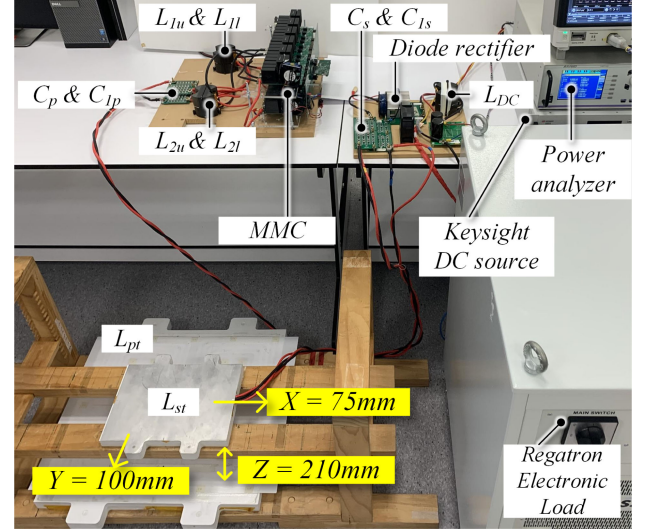 L1u & L1l
Cs & C1s
Diode rectifier
Cp & C1p
LDC
L2u & L2l
Power
analyzer
MMC
Keysight
DC source
Lpt
Lst
X = 75mm
MAIN SWITCH
Y = 100mm
Z = 210mm
Regatron
Electronic
Load